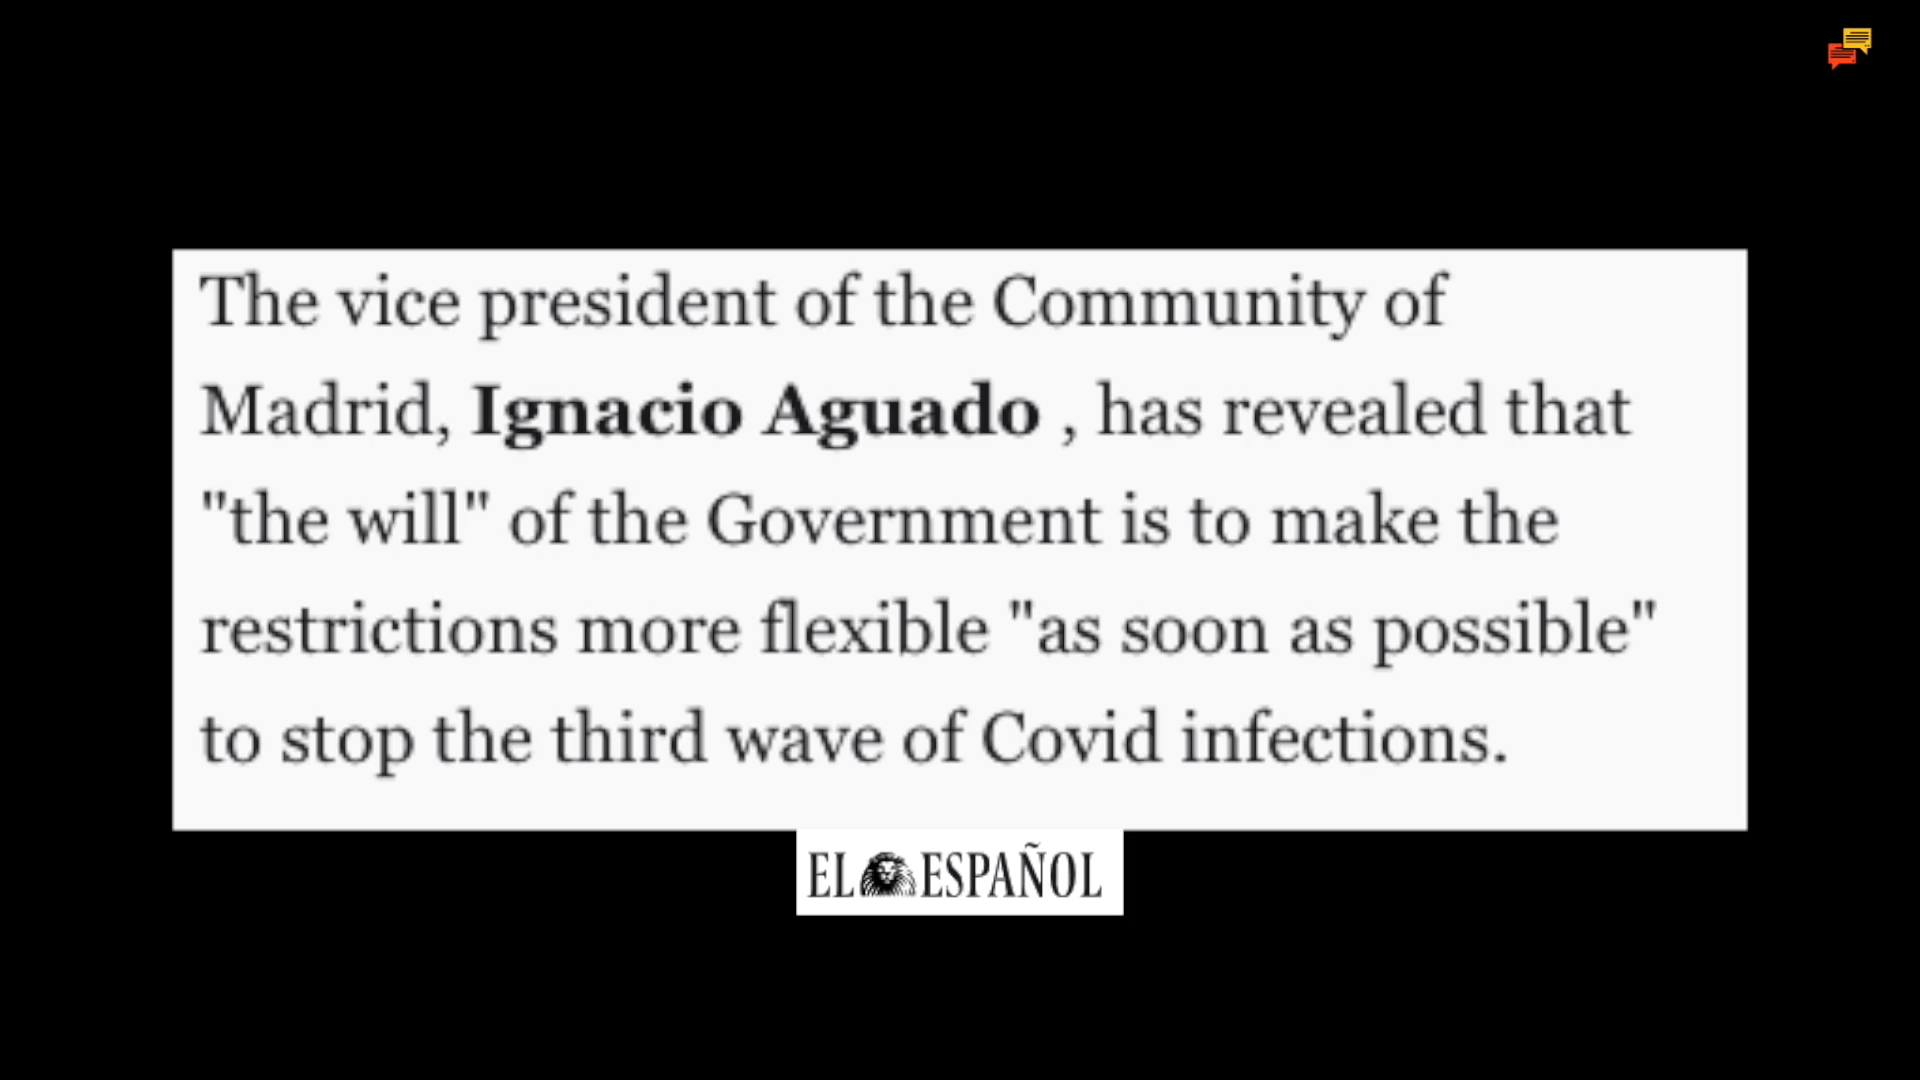 The vice president of the Community of
Madrid, Ignacio Aguado , has revealed that
"the will" of the Government is to make the
restrictions more flexible "as soon as possible"
to stop the third wave of Covid infections.
EL ESPAÑOL